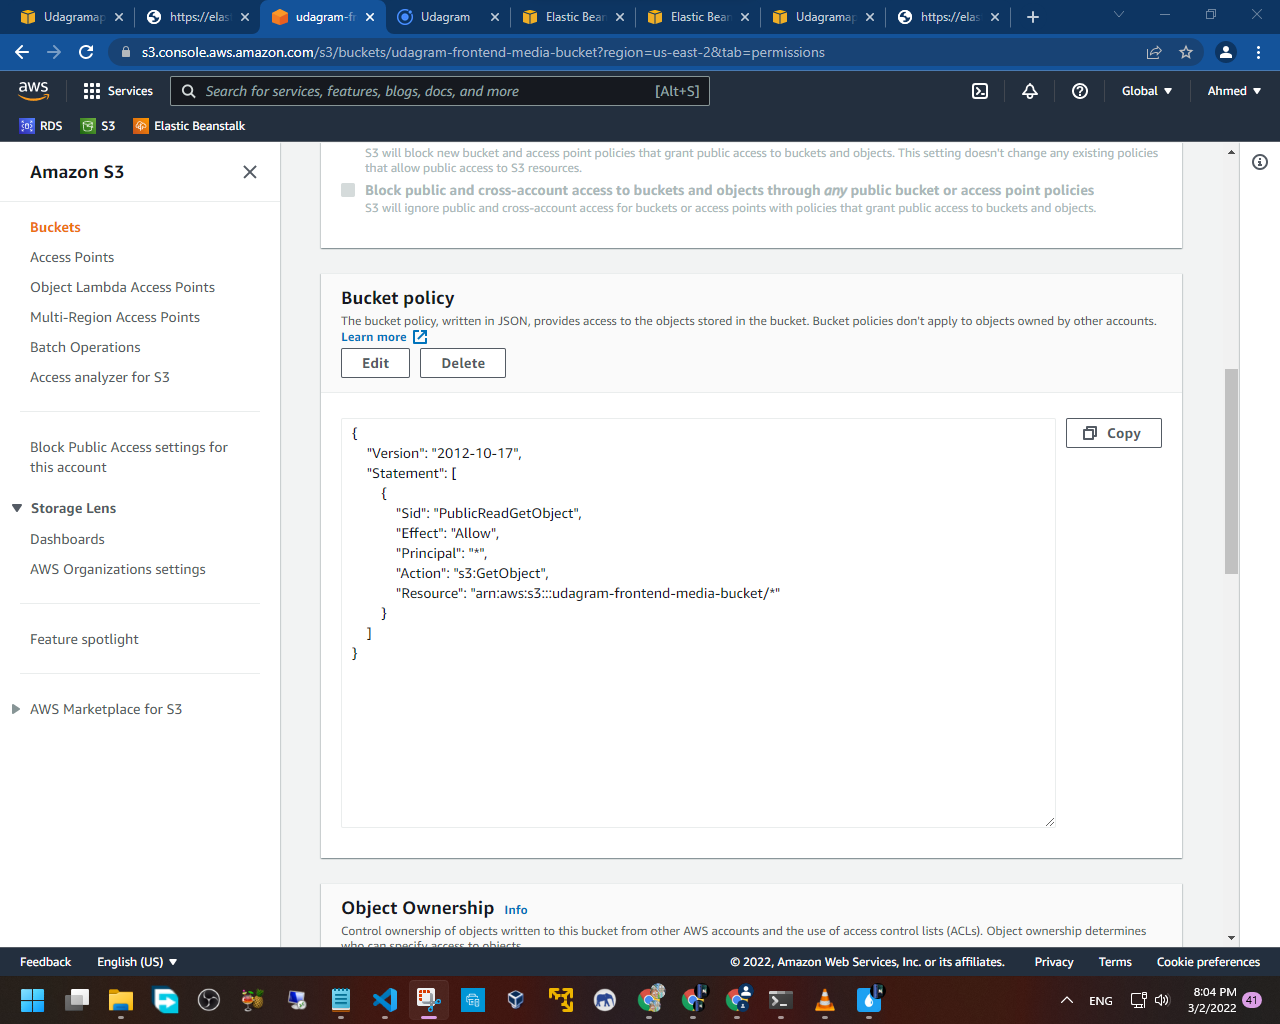 Udagramap
https://elas
udagram-fr
Udagram
Elastic Bean
Elastic Bean
Udagramap
https://elas
s3.console.aws.amazon.com/s3/buckets/udagram-frontend-media-bucket?region=us-east-2&tab=permissions
aws
Services
Search for services, features, blogs, docs, and more
[Alt+S]
Global
Ahmed
RDS
S3
Elastic Beanstalk
Amazon S3
Buckets
Access Points
Object Lambda Access Points
Multi-Region Access Points
Batch Operations
Access analyzer for S3
Block Public Access settings for
this account
Storage Lens
Dashboards
AWS Organizations settings
Feature spotlight
AWS Marketplace for S3
S3 will block new bucket and access point policies that grant public access to buckets and objects. This setting doesn't change any existing policies
that allow public access to S3 resources.
Block public and cross-account access to buckets and objects through any public bucket or access point policies
S3 will ignore public and cross-account access for buckets or access points with policies that grant public access to buckets and objects.
Bucket policy
The bucket policy, written in JSON, provides access to the objects stored in the bucket. Bucket policies don't apply to objects owned by other accounts.
Learn more
Edit
Delete
Copy
{
"Version": "2012-10-17",
"Statement": [
{
"Sid": "PublicReadGetObject",
"Effect": "Allow",
"Principal": "*",
"Action": "s3:GetObject",
"Resource": "arn:aws:s3:::udagram-frontend-media-bucket/*"
}
]
}
Object Ownership
Info
Control ownership of objects written to this bucket from other AWS accounts and the use of access control lists (ACLs). Object ownership determines
who can specify access to objects.
Feedback
English (US)
© 2022, Amazon Web Services, Inc. or its affiliates.
Privacy
Terms
Cookie preferences
ENG
8:04 PM
3/2/2022
41